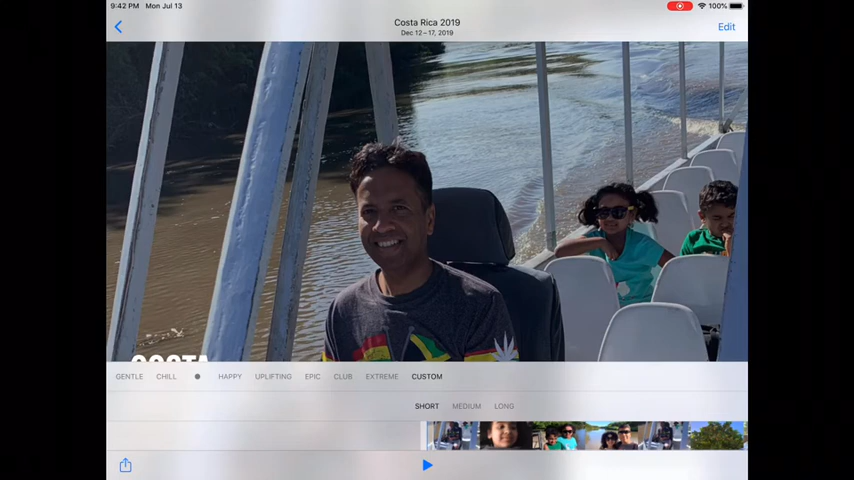 9:42 PM Mon Jul 13
100%
Costa Rica 2019
Dec 12–17, 2019
Edit
COSTA
GENTLE CHILL HAPPY UPLIFTING EPIC CLUB EXTREME CUSTOM
SHORT MEDIUM LONG